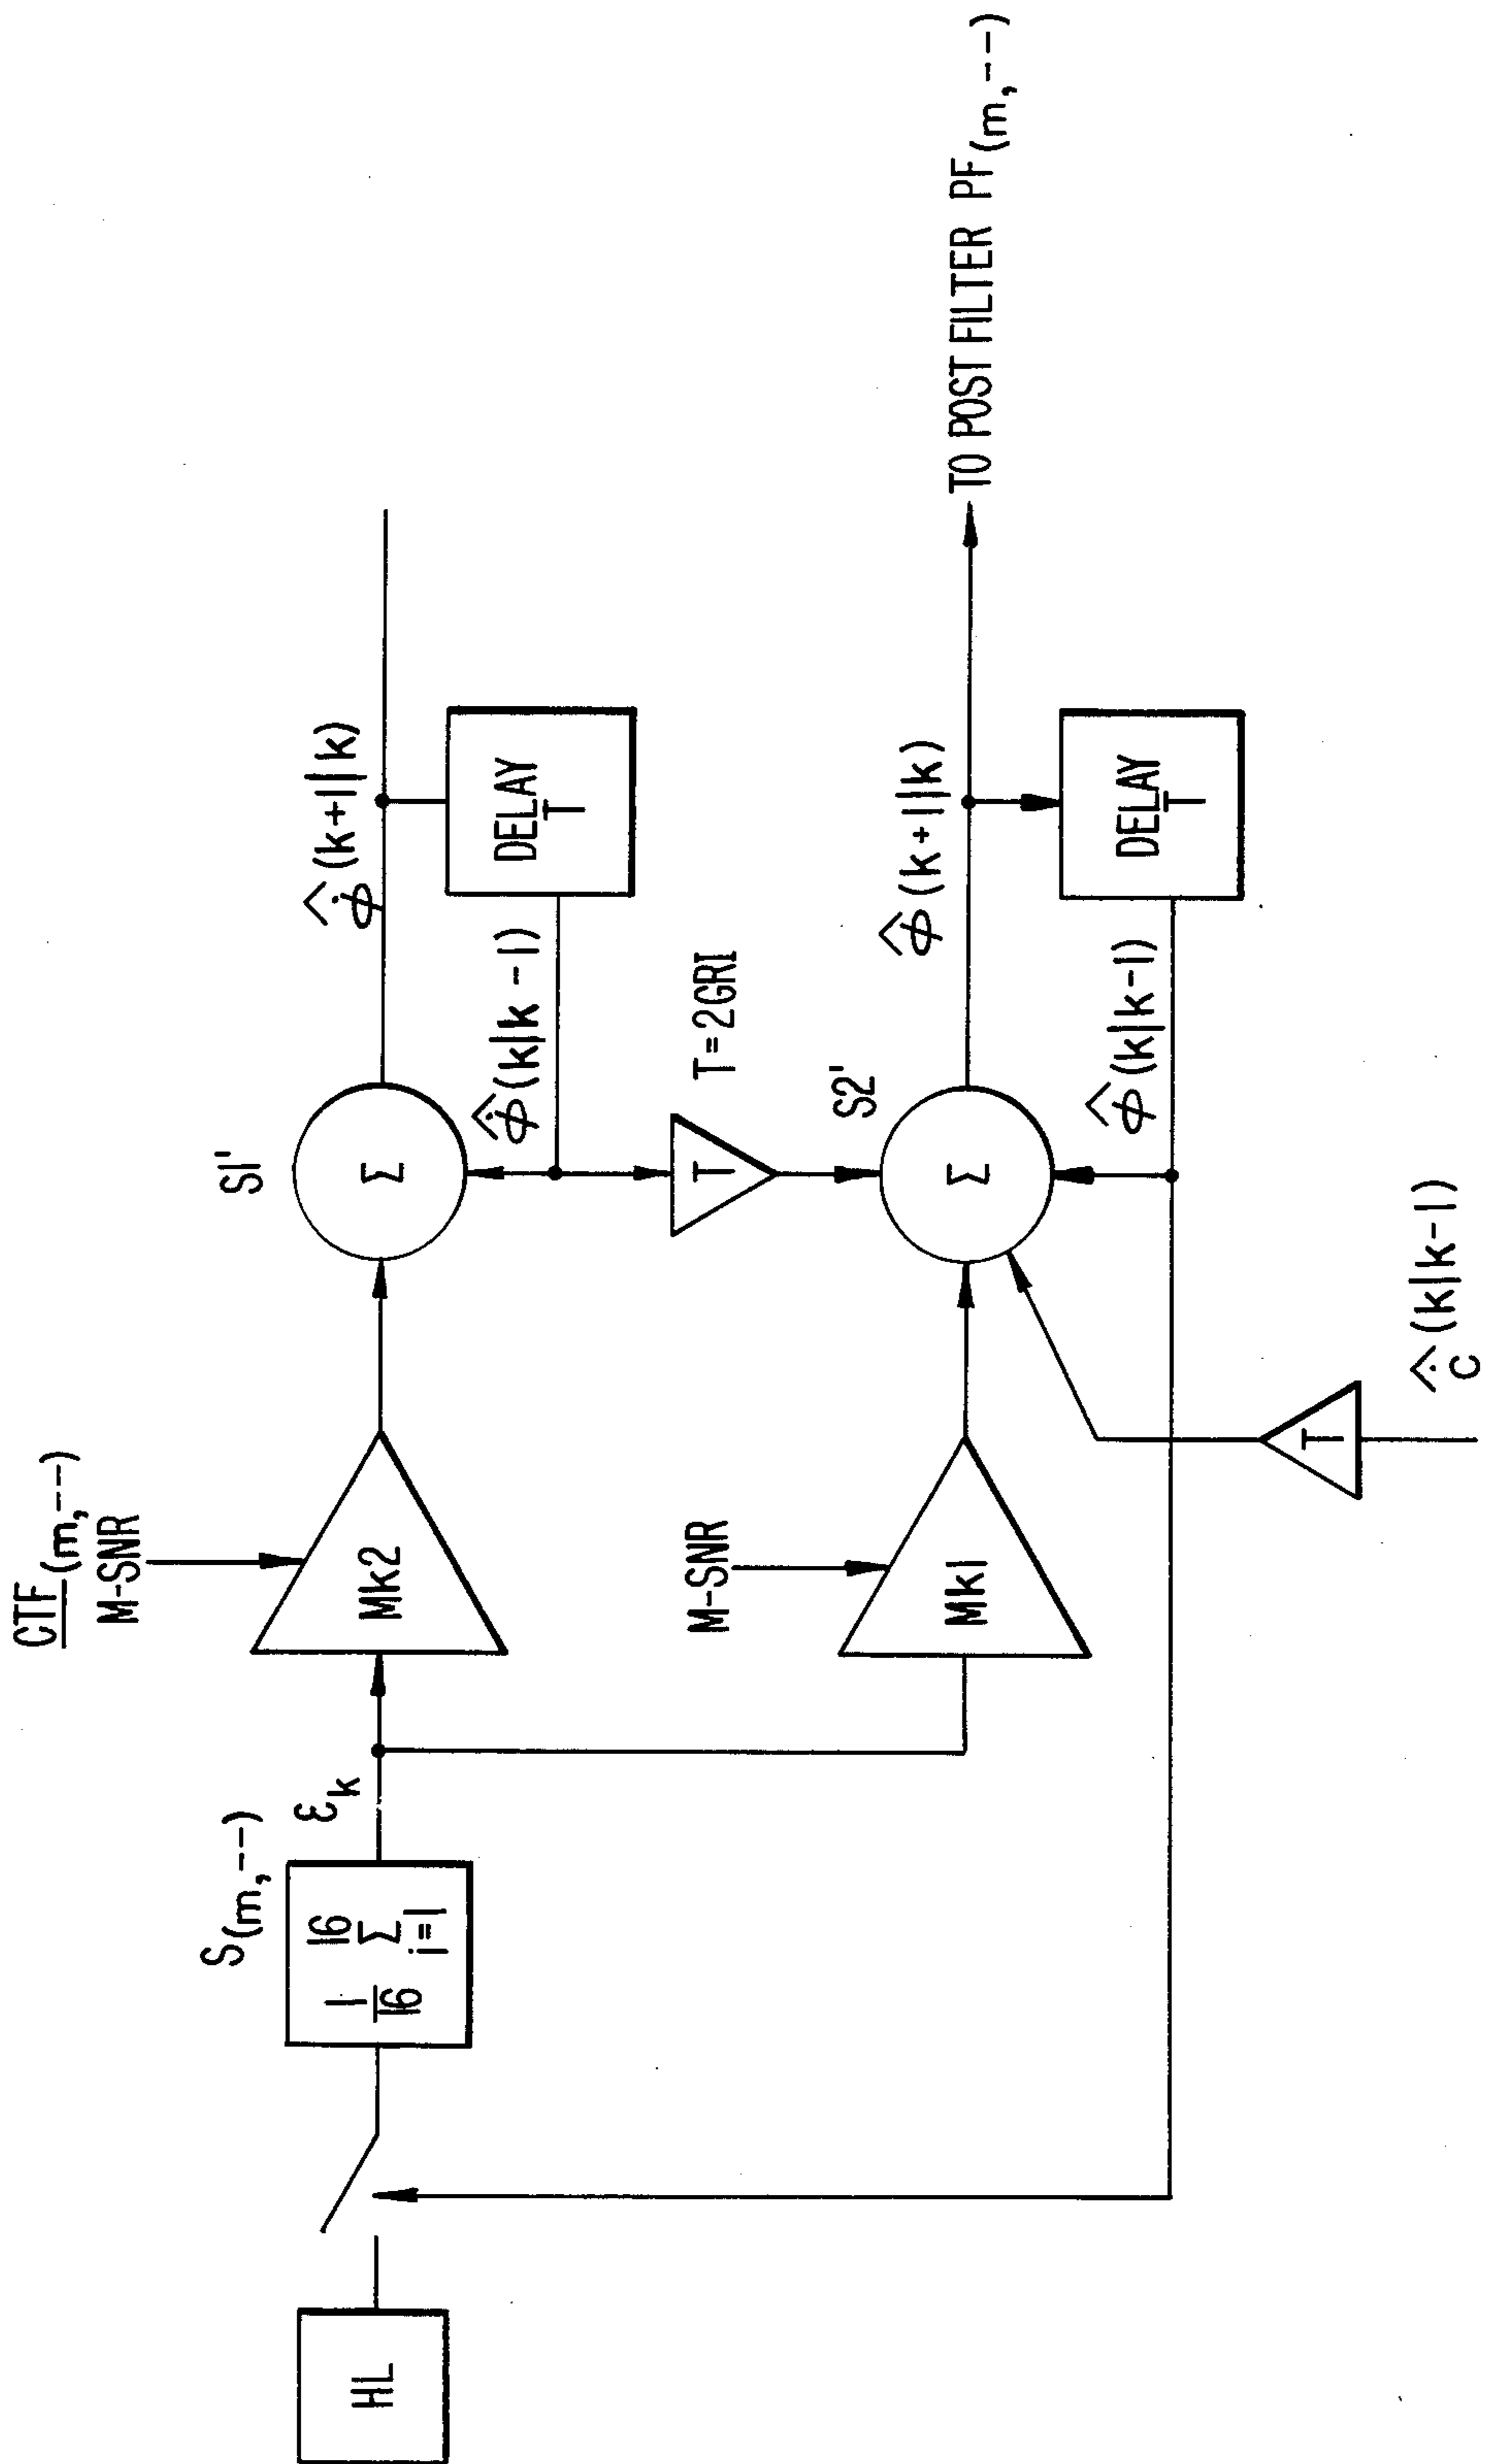 CTF(m,--)
M-SNR
S(m,--)
HL
1/16 16 Σ i=1
εk
Mk2
S1'
Σ
φ̂̇(k+1|k)
DELAY
T
φ̂̇(k|k-1)
T
T=2GRI
M-SNR
Mk1
S2'
Σ
φ̂(k+1|k)
TO POST FILTER PF(m,--)
DELAY
T
φ̂(k|k-1)
T
ĉ̇(k|k-1)